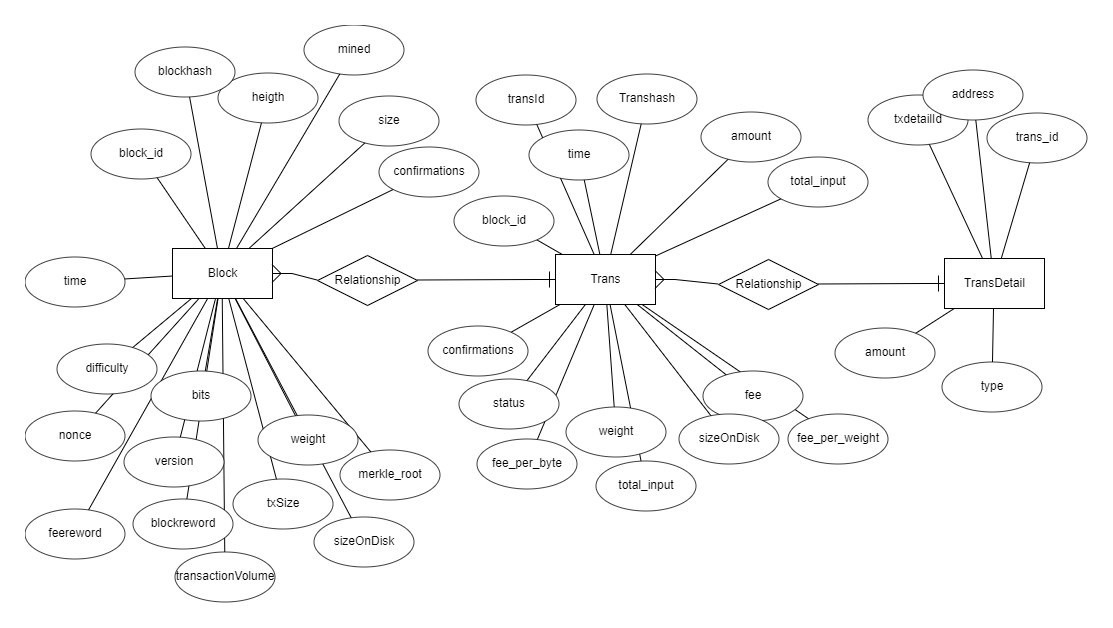 mined
blockhash
heigth
size
block_id
confirmations
time
Block
Relationship
difficulty
bits
nonce
weight
version
merkle_root
txSize
blockreword
feereword
sizeOnDisk
transactionVolume
transId
Transhash
amount
time
total_input
block_id
Trans
Relationship
confirmations
status
fee
weight
sizeOnDisk
fee_per_weight
fee_per_byte
total_input
address
txdetailId
trans_id
TransDetail
amount
type